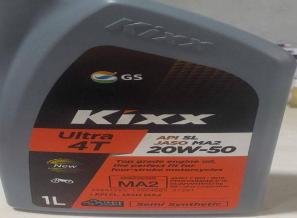 GS
Kixx
Ultra
4T
API SL
JASO MA2
20W-50
Top grade engine oil,
the perfect fit for
four-stroke motorcycles
New
MA2
1L
Semi Synthetic